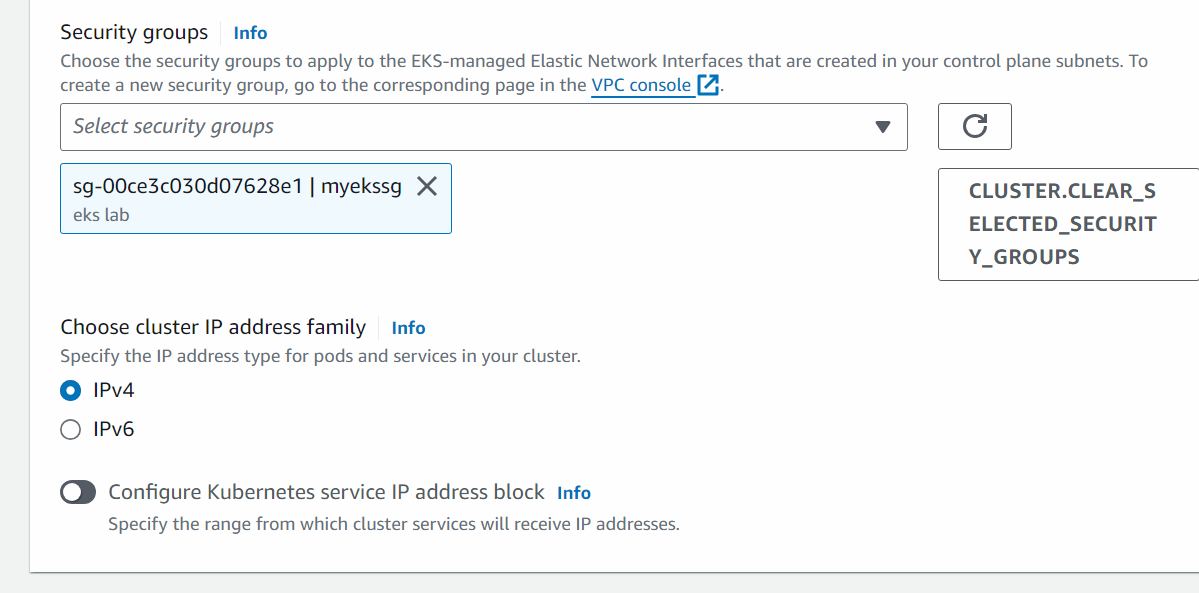 Security groups Info
Choose the security groups to apply to the EKS-managed Elastic Network Interfaces that are created in your control plane subnets. To
create a new security group, go to the corresponding page in the VPC console.
Select security groups
sg-00ce3c030d07628e1 | myekssg
eks lab
CLUSTER.CLEAR_S
ELECTED_SECURIT
Y_GROUPS
Choose cluster IP address family Info
Specify the IP address type for pods and services in your cluster.
IPv4
IPv6
Configure Kubernetes service IP address block Info
Specify the range from which cluster services will receive IP addresses.